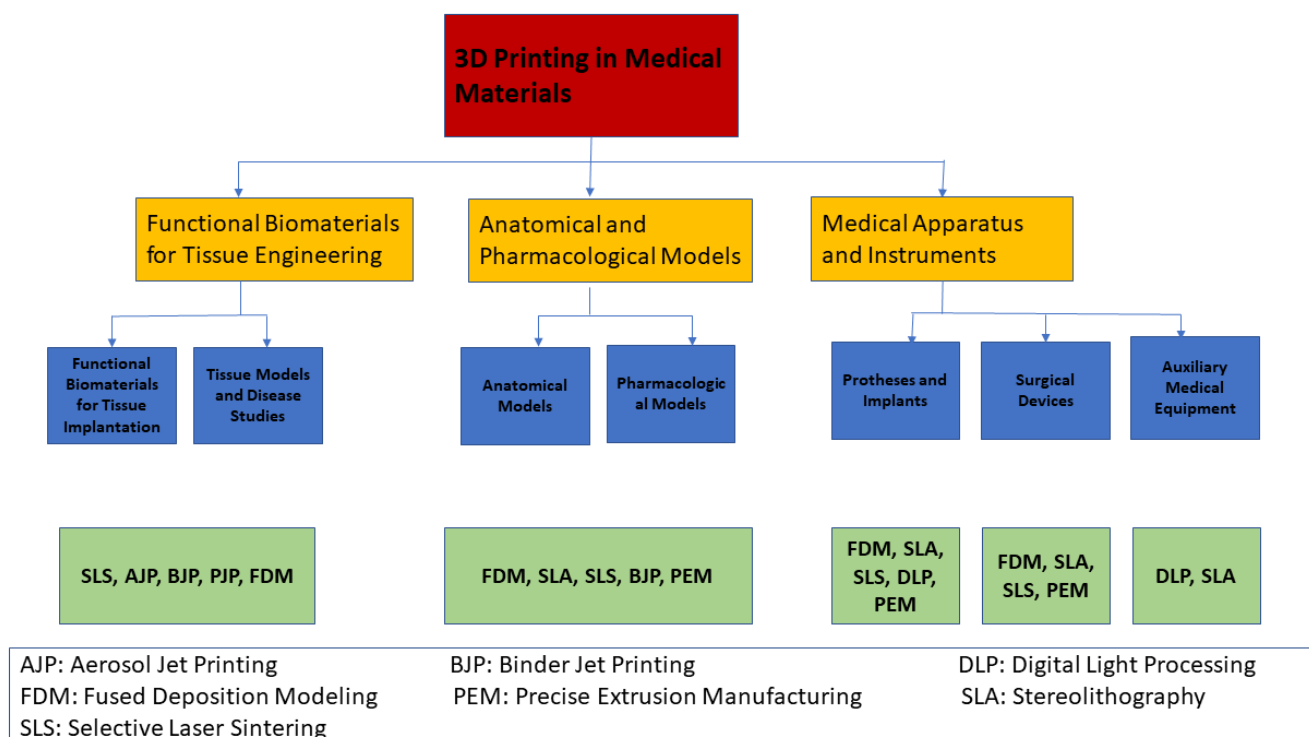 3D Printing in Medical
Materials
Functional Biomaterials
for Tissue Engineering
Anatomical and
Pharmacological Models
Medical Apparatus
and Instruments
Functional
Biomaterials
for Tissue
Implantation
Tissue Models
and Disease
Studies
Anatomical
Models
Pharmacologic
al Models
Protheses and
Implants
Surgical
Devices
Auxiliary
Medical
Equipment
SLS, AJP, BJP, PJP, FDM
FDM, SLA, SLS, BJP, PEM
FDM, SLA,
SLS, DLP,
PEM
FDM, SLA,
SLS, PEM
DLP, SLA
AJP: Aerosol Jet Printing
BJP: Binder Jet Printing
DLP: Digital Light Processing
FDM: Fused Deposition Modeling
PEM: Precise Extrusion Manufacturing
SLA: Stereolithography
SLS: Selective Laser Sintering